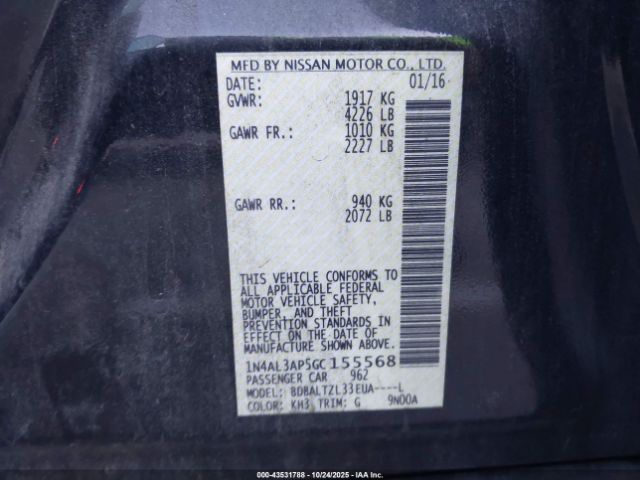 MFD BY NISSAN MOTOR CO., LTD.
DATE: 01/16
GVWR: 1917 KG
4226 LB
GAWR FR.: 1010 KG
2227 LB
GAWR RR.: 940 KG
2072 LB
THIS VEHICLE CONFORMS TO
ALL APPLICABLE FEDERAL
MOTOR VEHICLE SAFETY,
BUMPER, AND THEFT
PREVENTION STANDARDS IN
EFFECT ON THE DATE OF
MANUFACTURE SHOWN ABOVE.
1N4AL3AP5GC155568
PASSENGER CAR 962
MODEL: BDBALTZL33EUA----L
COLOR: KH3 TRIM: G 9N00A
000-43531788 - 10/24/2025 - IAA Inc.